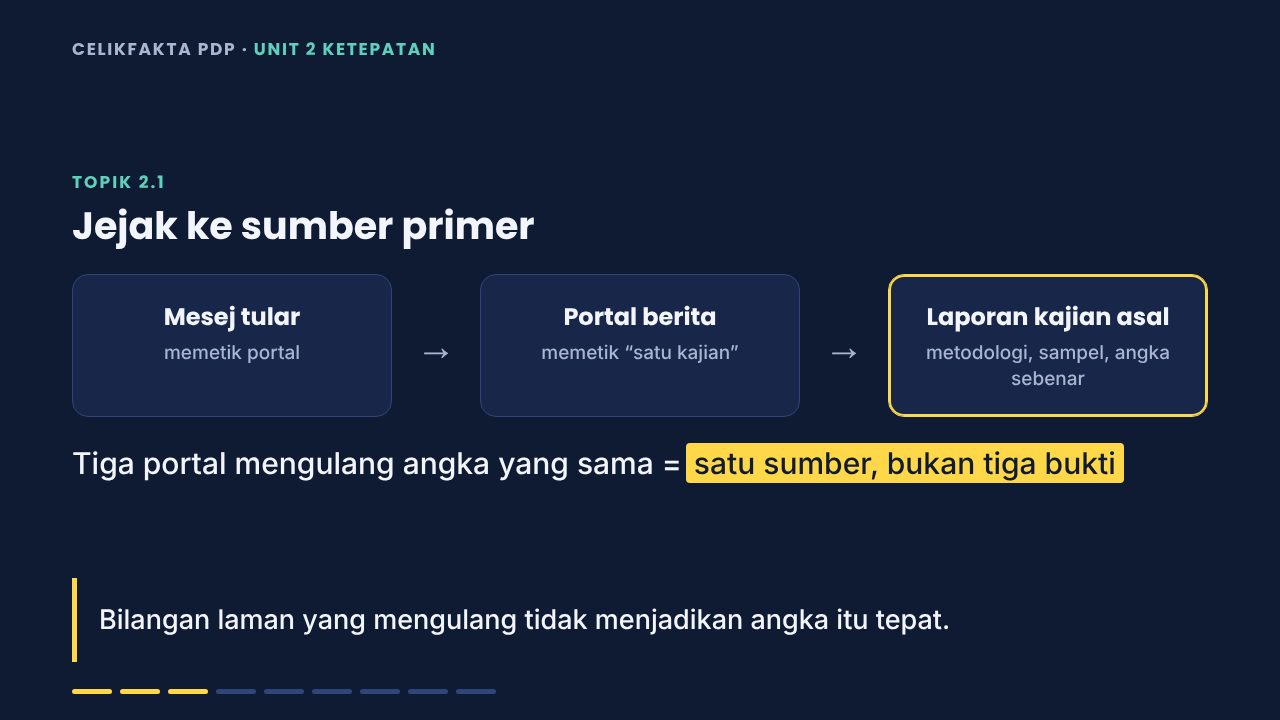 CELIKFAKTA PDP · UNIT 2 KETEPATAN
TOPIK 2.1
Jejak ke sumber primer
Mesej tular
memetik portal
→
Portal berita
memetik “satu kajian”
→
Laporan kajian asal
metodologi, sampel, angka
sebenar
Tiga portal mengulang angka yang sama = satu sumber, bukan tiga bukti
Bilangan laman yang mengulang tidak menjadikan angka itu tepat.